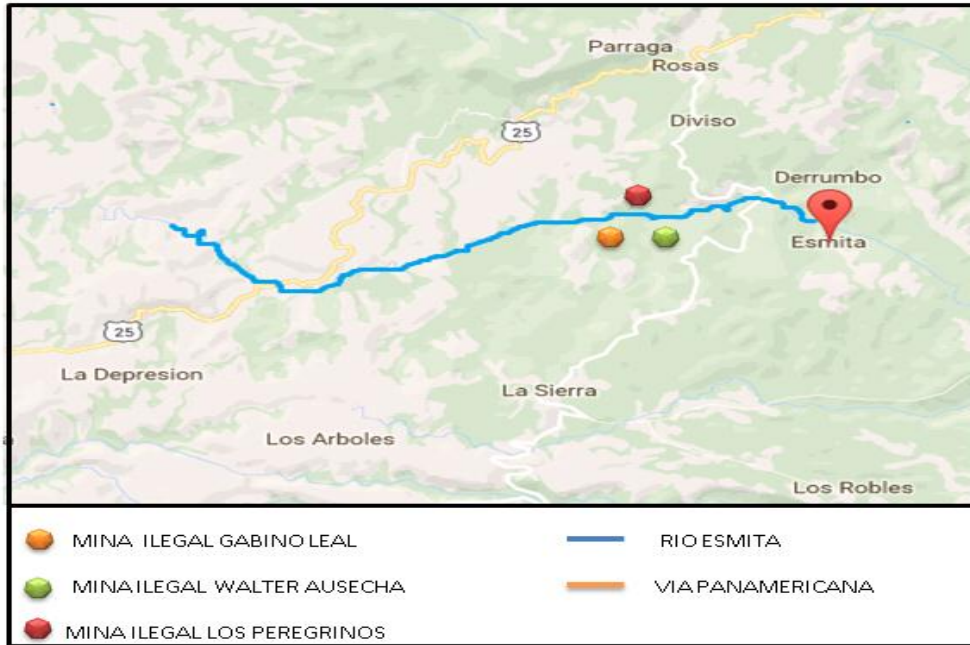 Parraga
Rosas
25
Diviso
Derrumbo
Esmita
25
La Depresion
La Sierra
Los Arboles
Los Robles
MINA ILEGAL GABINO LEAL
RIO ESMITA
MINA ILEGAL WALTER AUSECHA
VIA PANAMERICANA
MINA ILEGAL LOS PEREGRINOS